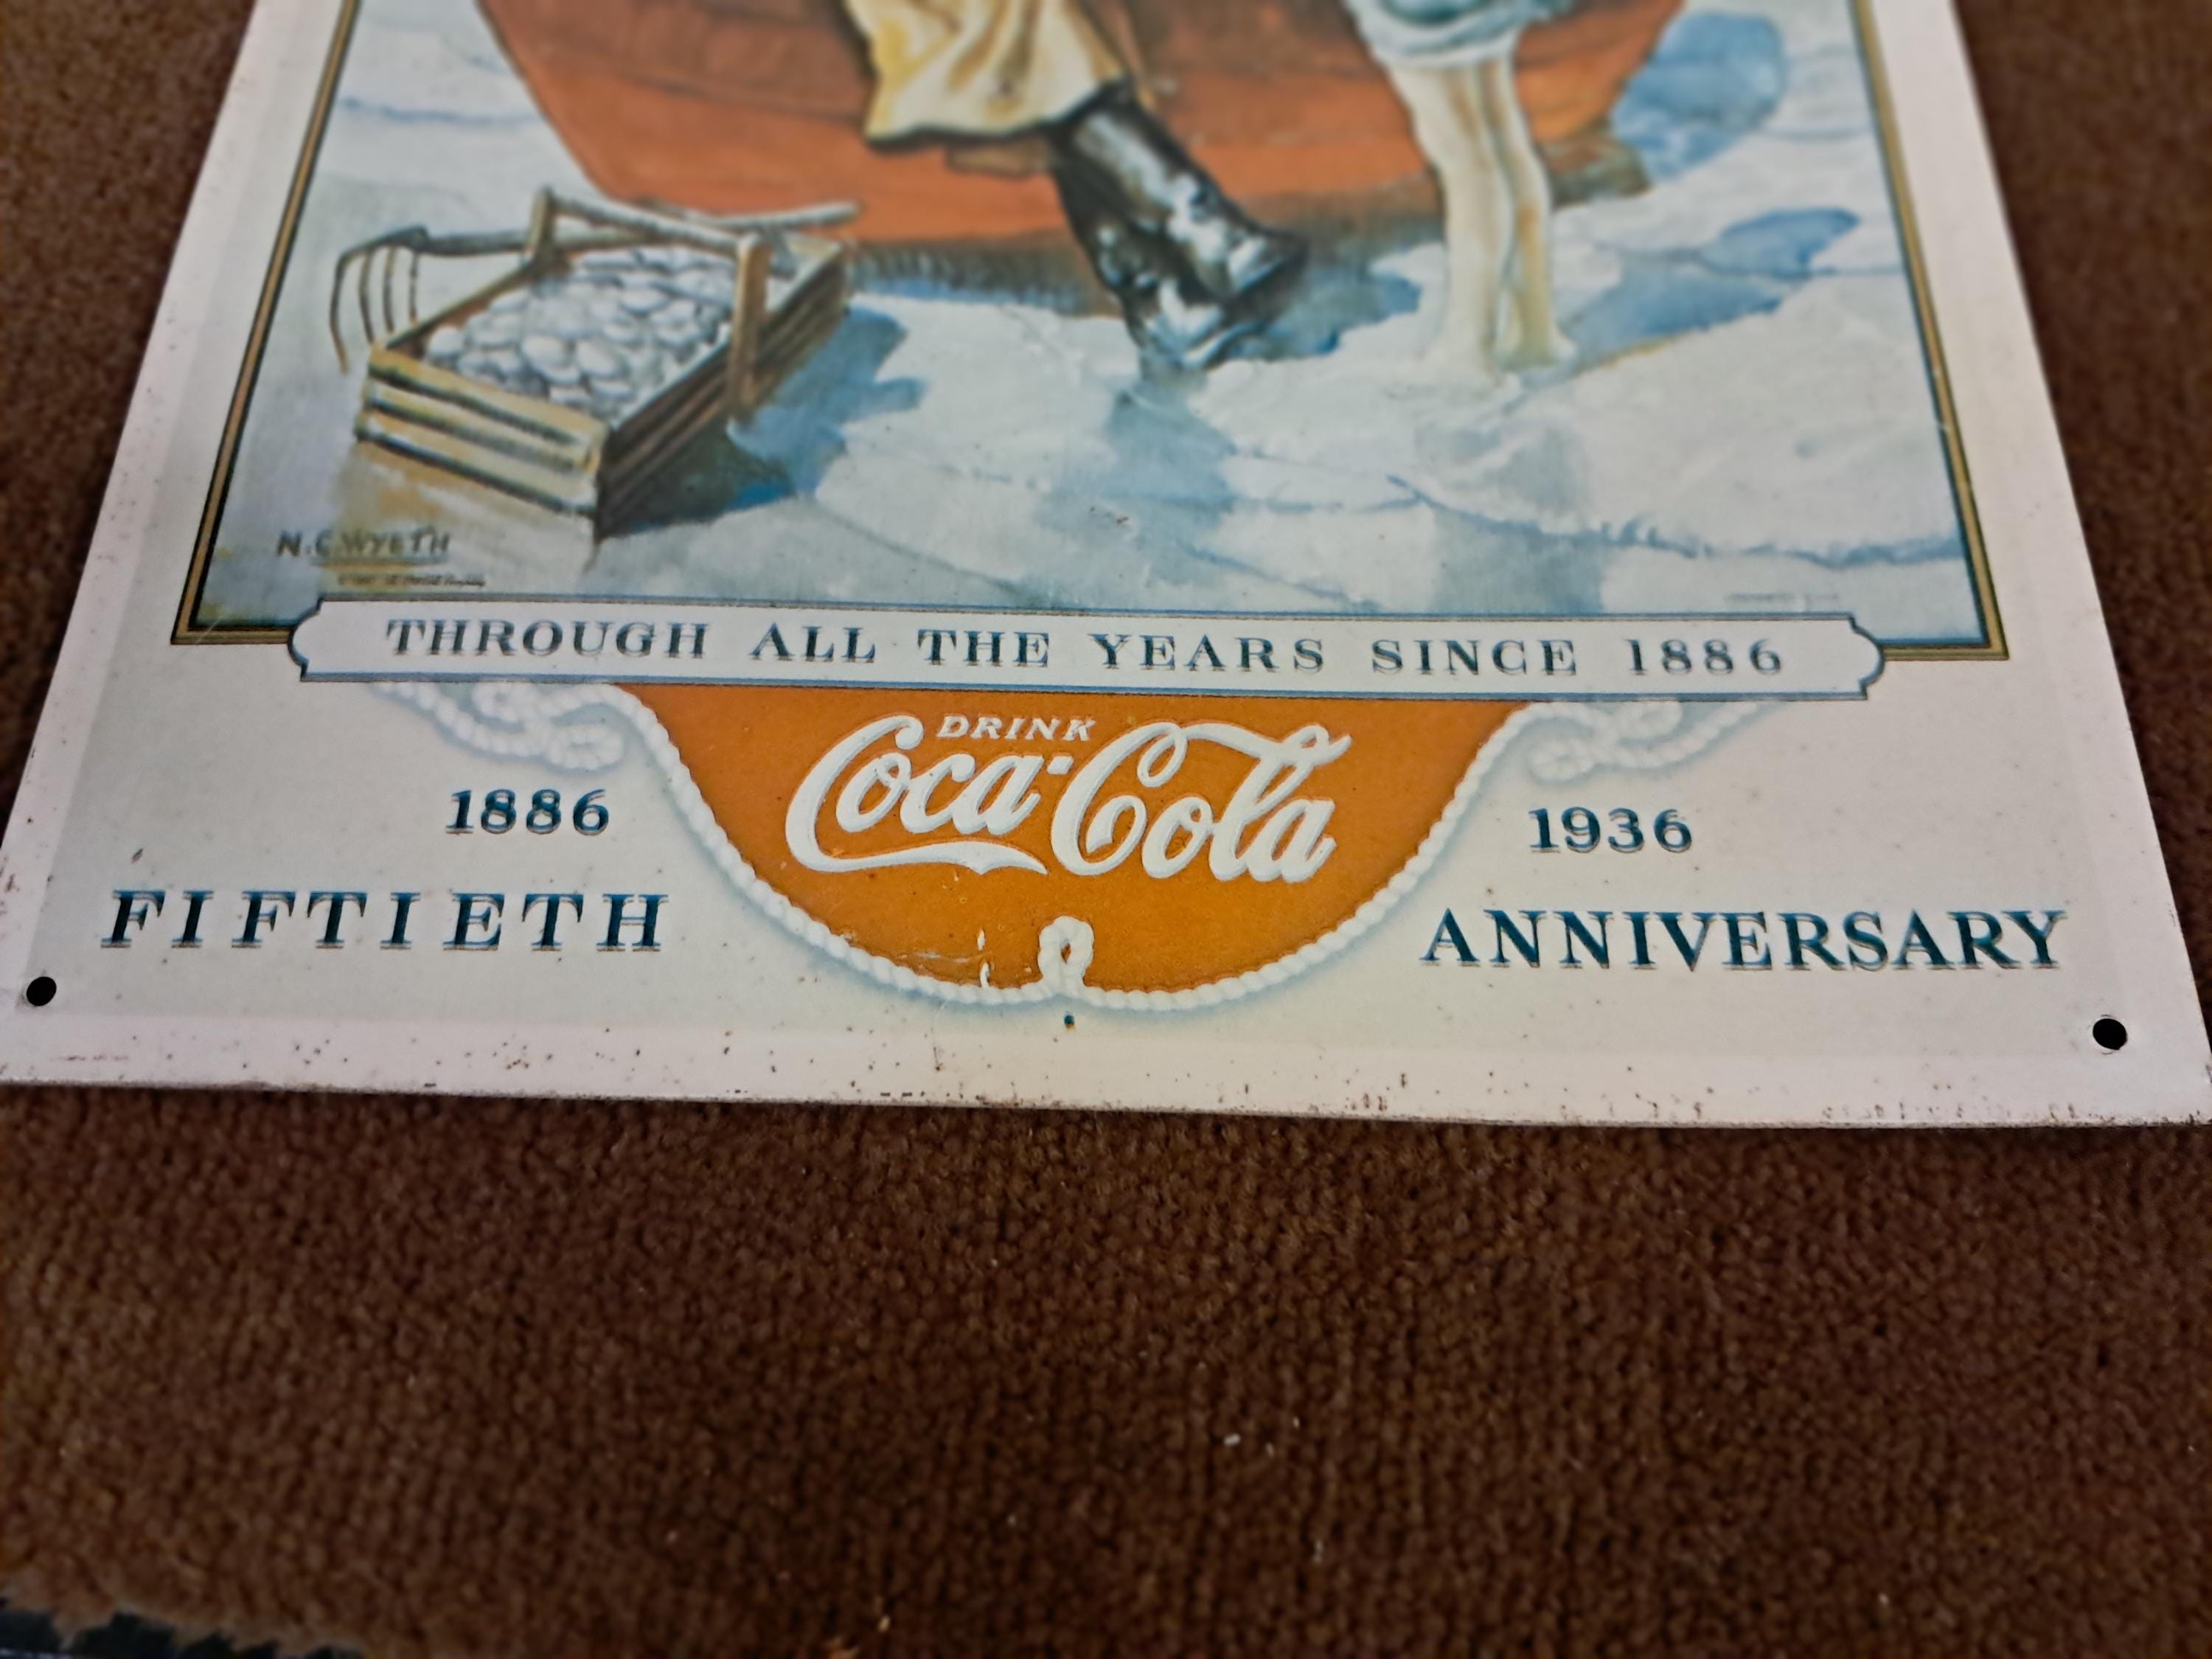 N.C. WYETH
THROUGH ALL THE YEARS SINCE 1886
DRINK
Coca-Cola
1886
1936
FIFTIETH
ANNIVERSARY